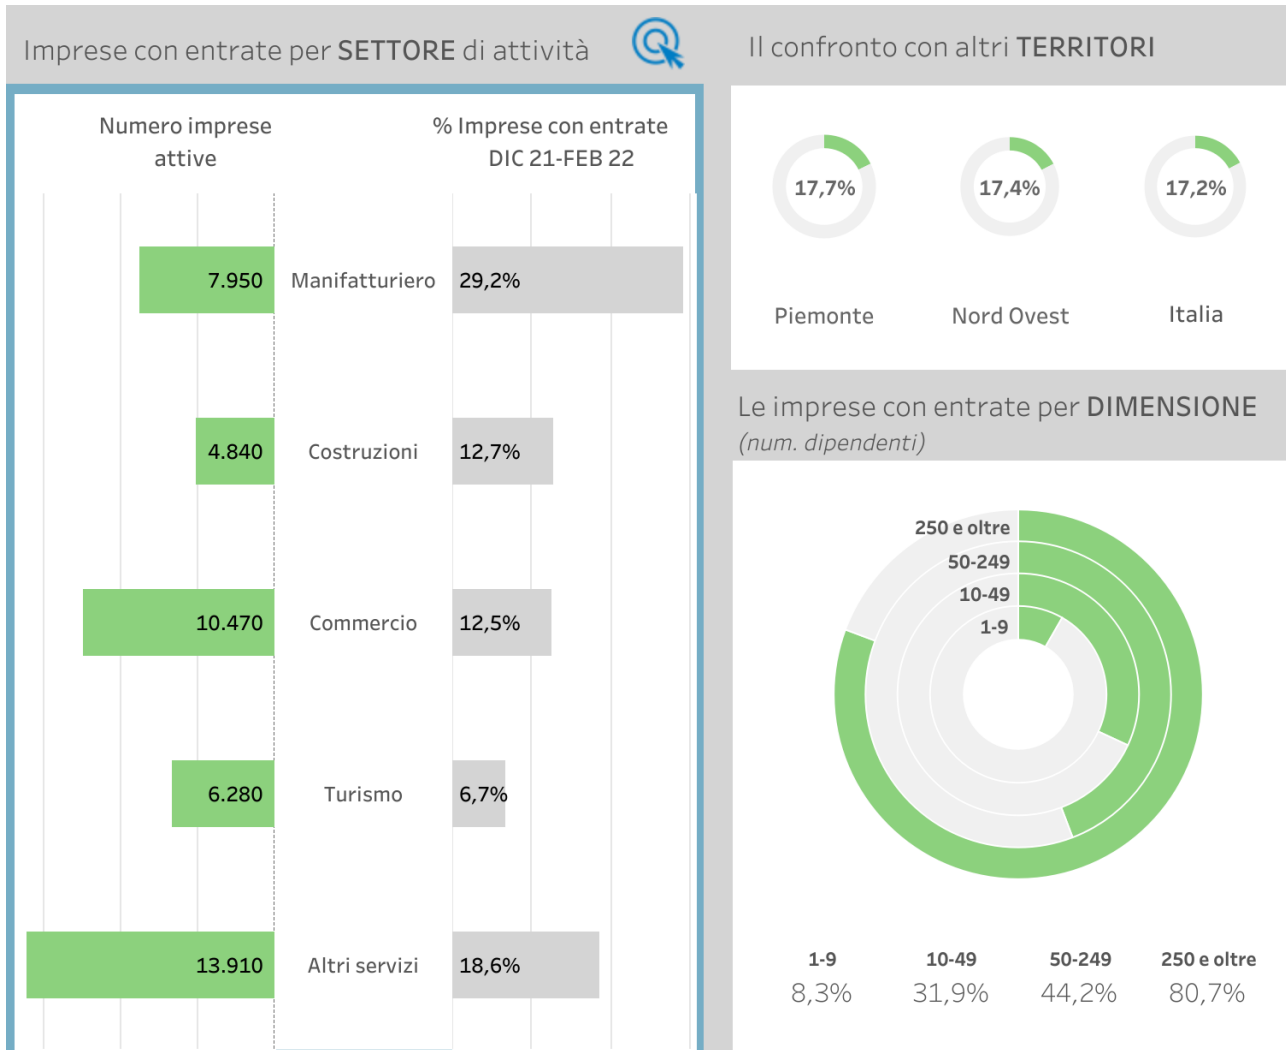 Imprese con entrate per SETTORE di attività
Numero imprese
attive
% Imprese con entrate
DIC 21-FEB 22
7.950
Manifatturiero
29,2%
4.840
Costruzioni
12,7%
10.470
Commercio
12,5%
6.280
Turismo
6,7%
13.910
Altri servizi
18,6%
Il confronto con altri TERRITORI
17,7%
17,4%
17,2%
Piemonte
Nord Ovest
Italia
Le imprese con entrate per DIMENSIONE
(num. dipendenti)
250 e oltre
50-249
10-49
1-9
1-9 10-49 50-249 250 e oltre
8,3% 31,9% 44,2% 80,7%